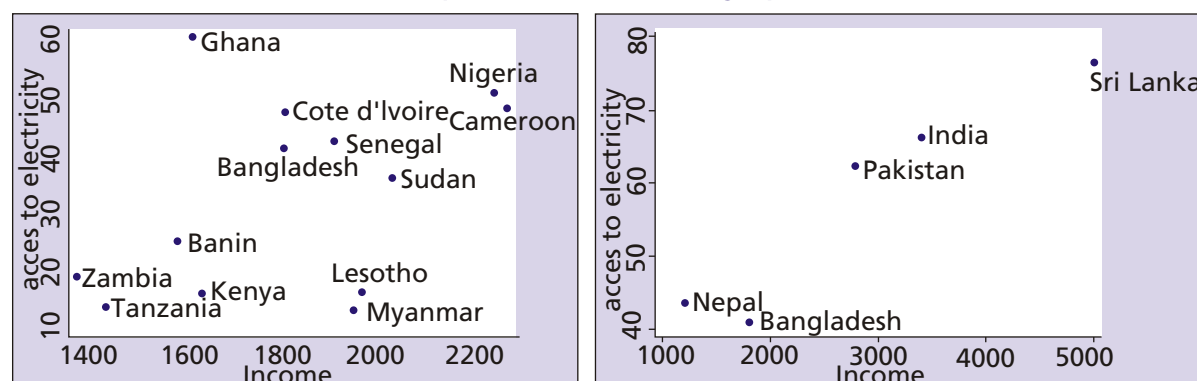 60
50
40
30
20
10
acces to electricity
Ghana
Nigeria
Cote d'Ivoire
Cameroon
Senegal
Bangladesh
Sudan
Banin
Zambia
Lesotho
Kenya
Tanzania
Myanmar
1400 1600 1800 2000 2200
Income
80
70
60
50
40
acces to electricity
Sri Lanka
India
Pakistan
Nepal
Bangladesh
1000 2000 3000 4000 5000
Income